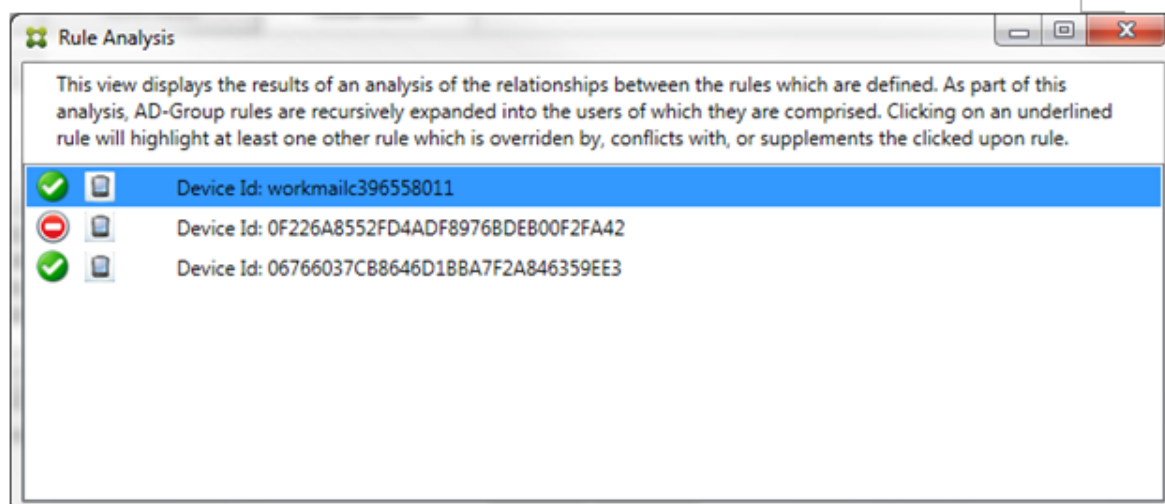 Rule Analysis
This view displays the results of an analysis of the relationships between the rules which are defined. As part of this
analysis, AD-Group rules are recursively expanded into the users of which they are comprised. Clicking on an underlined
rule will highlight at least one other rule which is overriden by, conflicts with, or supplements the clicked upon rule.
Device Id: workmailc396558011
Device Id: 0F226A8552FD4ADF8976BDEB00F2FA42
Device Id: 06766037CB8646D1BBA7F2A846359EE3